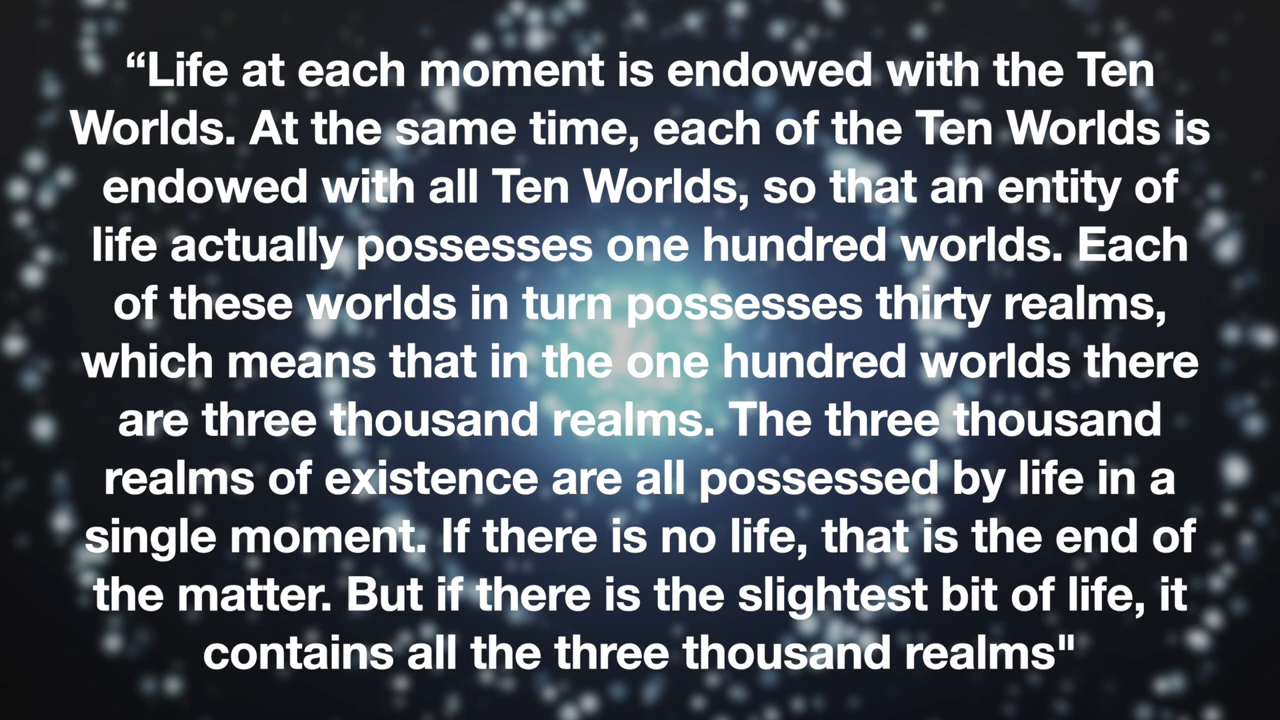 “Life at each moment is endowed with the Ten
Worlds. At the same time, each of the Ten Worlds is
endowed with all Ten Worlds, so that an entity of
life actually possesses one hundred worlds. Each
of these worlds in turn possesses thirty realms,
which means that in the one hundred worlds there
are three thousand realms. The three thousand
realms of existence are all possessed by life in a
single moment. If there is no life, that is the end of
the matter. But if there is the slightest bit of life, it
contains all the three thousand realms"